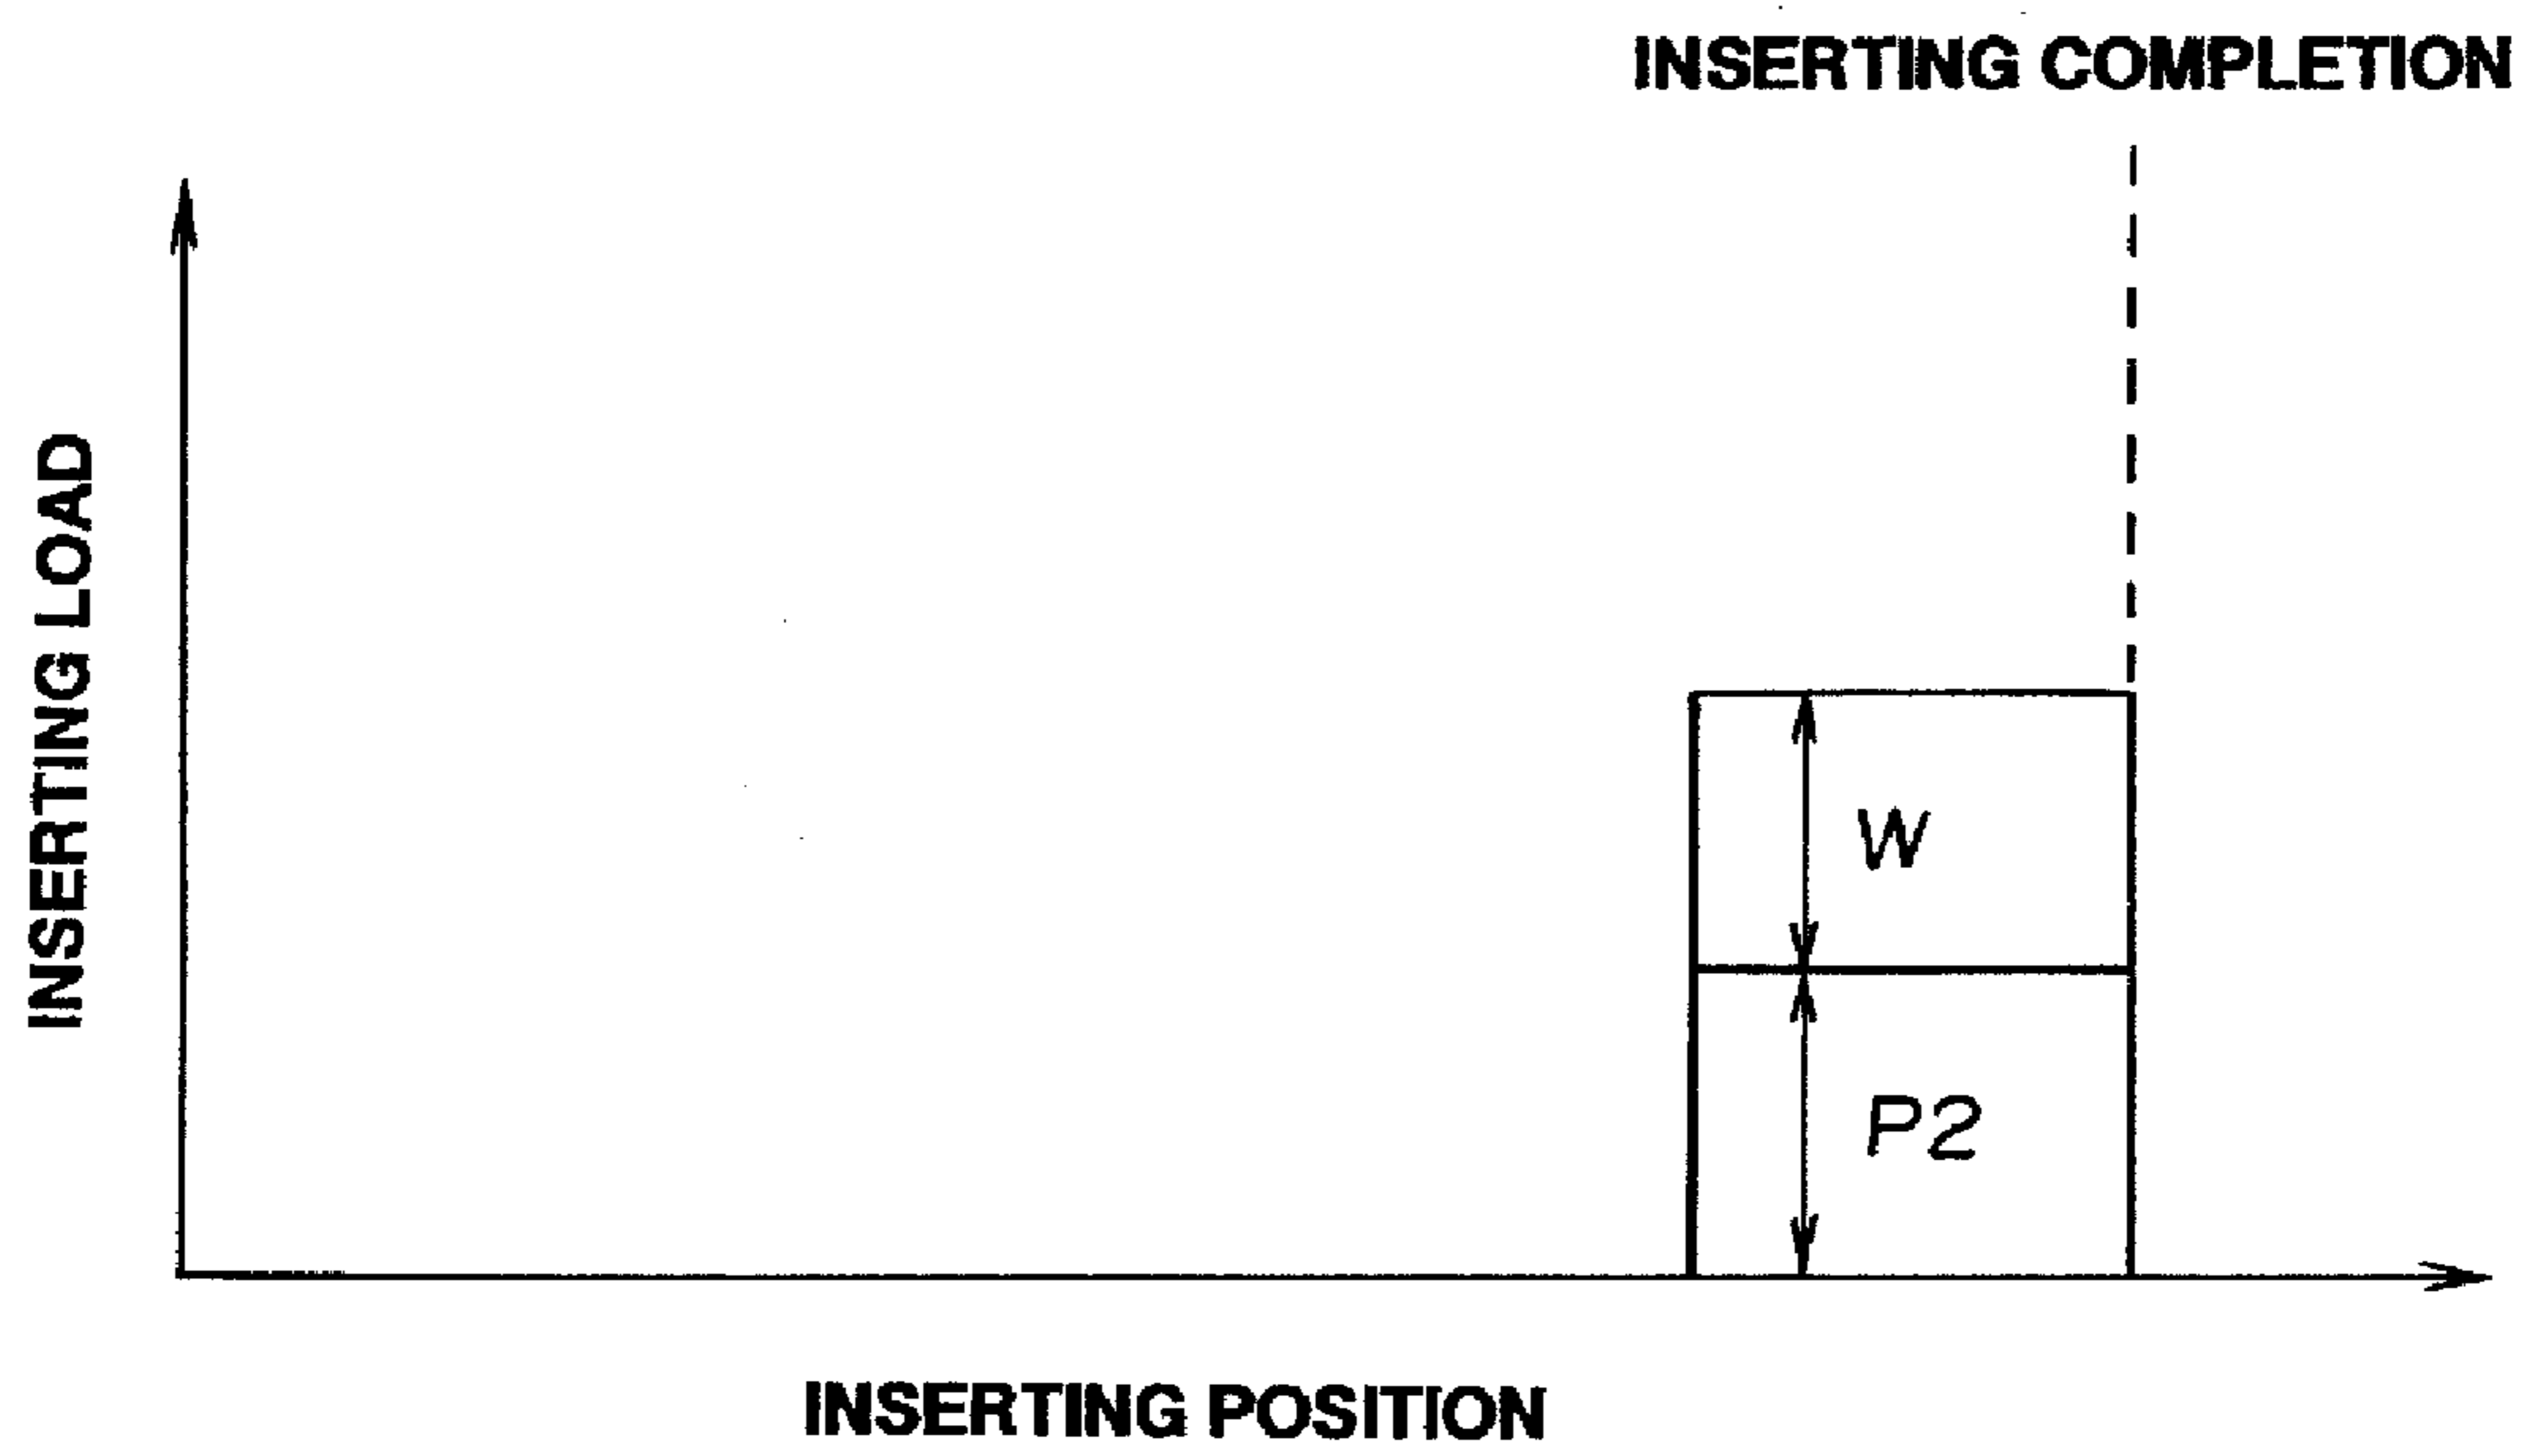 INSERTING COMPLETION
INSERTING LOAD
W
P2
INSERTING POSITION